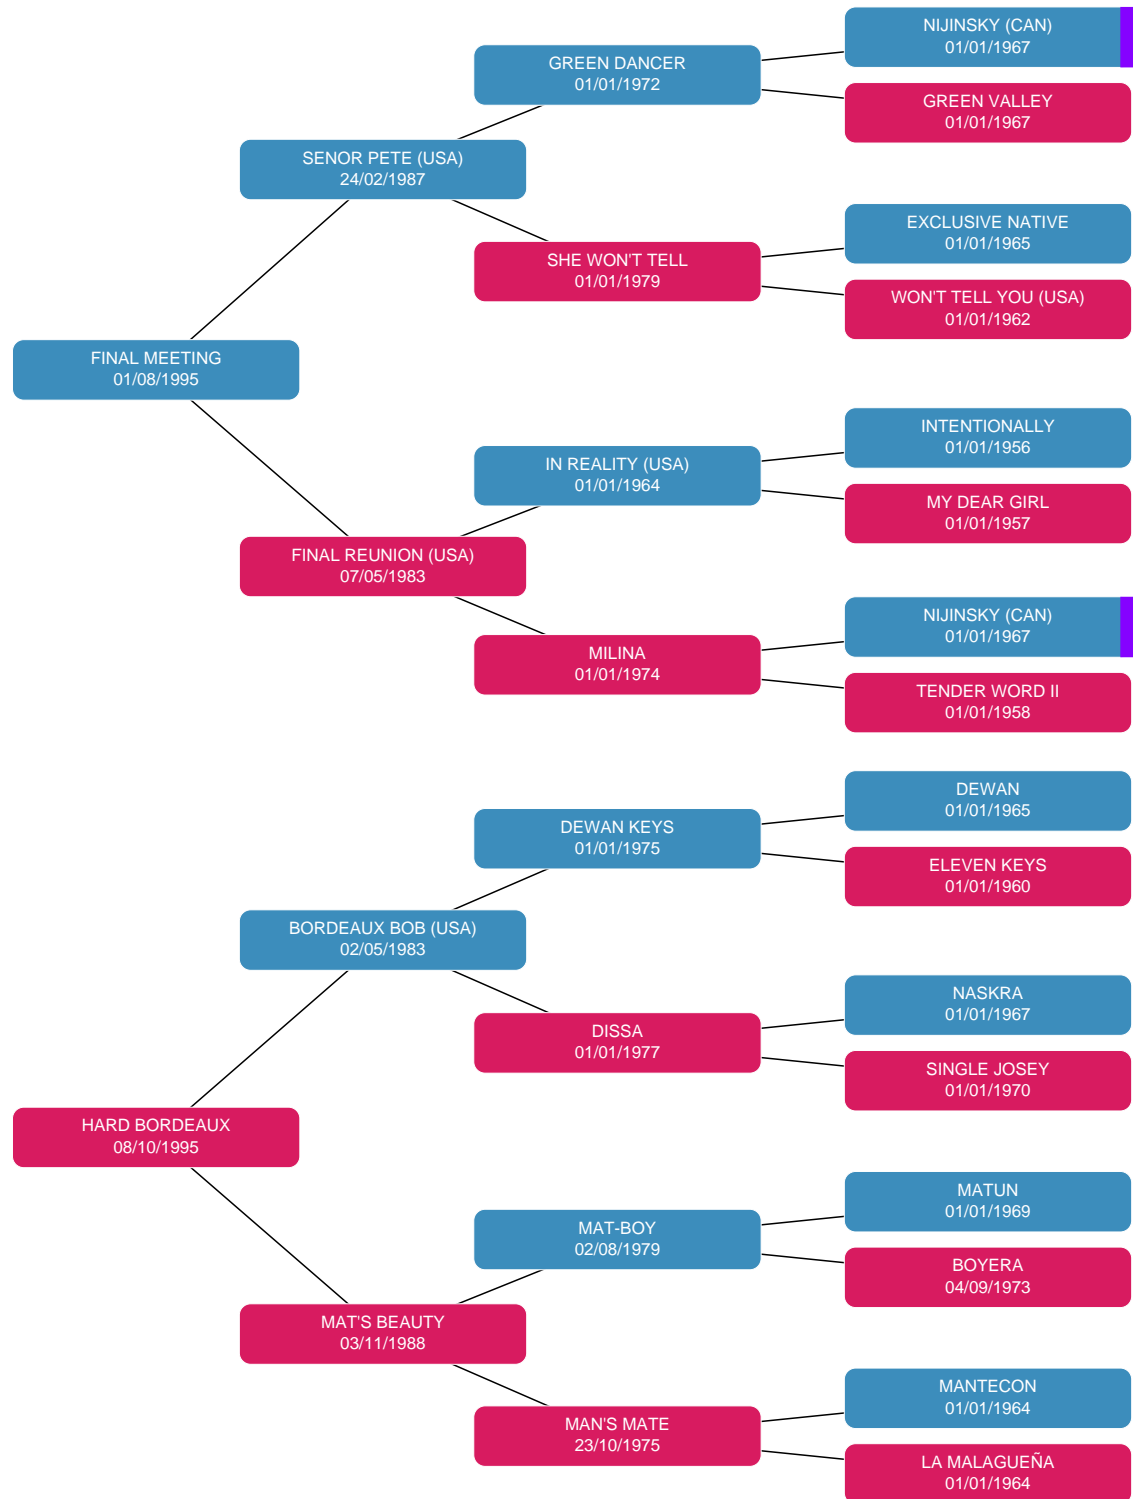 NIJINSKY (CAN)
01/01/1967
GREEN DANCER
01/01/1972
GREEN VALLEY
01/01/1967
SENOR PETE (USA)
24/02/1987
EXCLUSIVE NATIVE
01/01/1965
SHE WON'T TELL
01/01/1979
WON'T TELL YOU (USA)
01/01/1962
FINAL MEETING
01/08/1995
INTENTIONALLY
01/01/1956
IN REALITY (USA)
01/01/1964
MY DEAR GIRL
01/01/1957
FINAL REUNION (USA)
07/05/1983
NIJINSKY (CAN)
01/01/1967
MILINA
01/01/1974
TENDER WORD II
01/01/1958
DEWAN
01/01/1965
DEWAN KEYS
01/01/1975
ELEVEN KEYS
01/01/1960
BORDEAUX BOB (USA)
02/05/1983
NASKRA
01/01/1967
DISSA
01/01/1977
SINGLE JOSEY
01/01/1970
HARD BORDEAUX
08/10/1995
MATUN
01/01/1969
MAT-BOY
02/08/1979
BOYERA
04/09/1973
MAT'S BEAUTY
03/11/1988
MANTECON
01/01/1964
MAN'S MATE
23/10/1975
LA MALAGUEÑA
01/01/1964